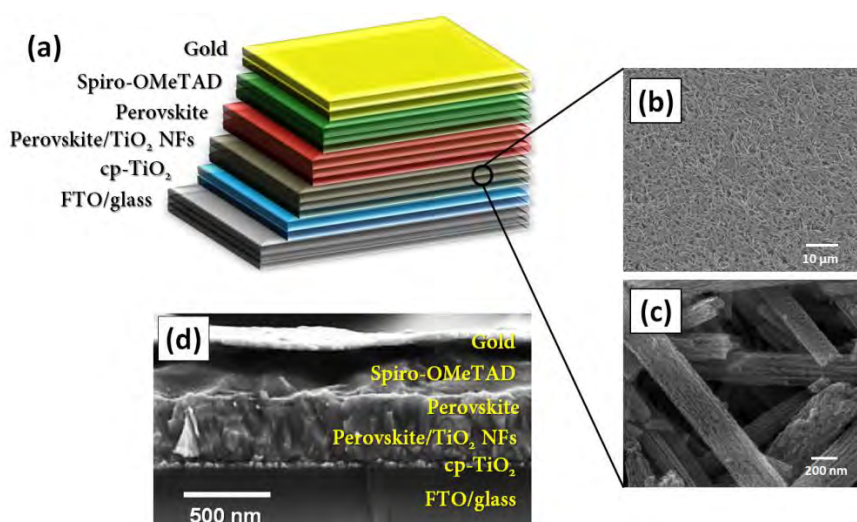 (a)
Gold
Spiro-OMeTAD
Perovskite
Perovskite/TiO₂ NFs
cp-TiO₂
FTO/glass
(b)
10 µm
(c)
200 nm
(d)
Gold
Spiro-OMeTAD
Perovskite
Perovskite/TiO₂ NFs
cp-TiO₂
FTO/glass
500 nm